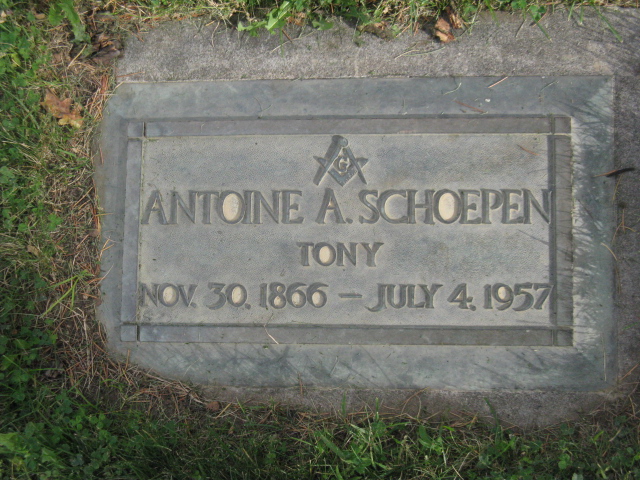 G
ANTOINE A. SCHOEPEN
TONY
NOV. 30, 1866 – JULY 4, 1957